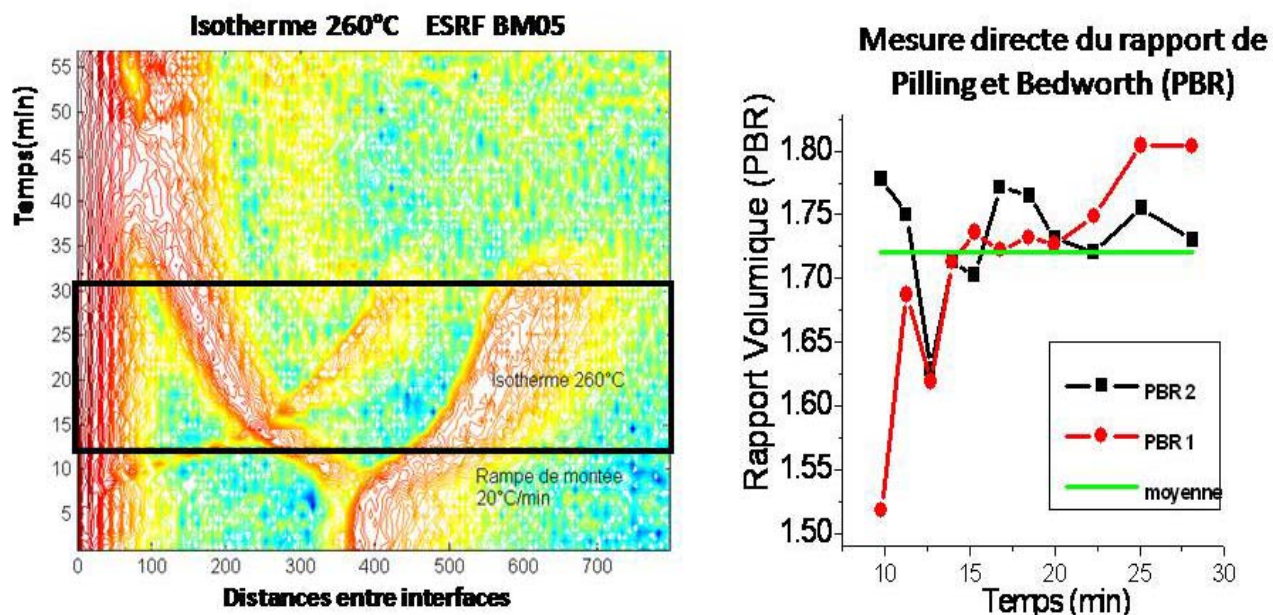 Isotherme 260°C ESRF BM05
Temps(min)
55
50
45
40
35
30
25
20
15
10
5
Isotherme 260°C
Rampe de montée
20°C/min
0 100 200 300 400 500 600 700
Distances entre interfaces
Mesure directe du rapport de
Pilling et Bedworth (PBR)
Rapport Volumique (PBR)
1.80
1.75
1.70
1.65
1.60
1.55
1.50
PBR 2
PBR 1
moyenne
10 15 20 25 30
Temps (min)